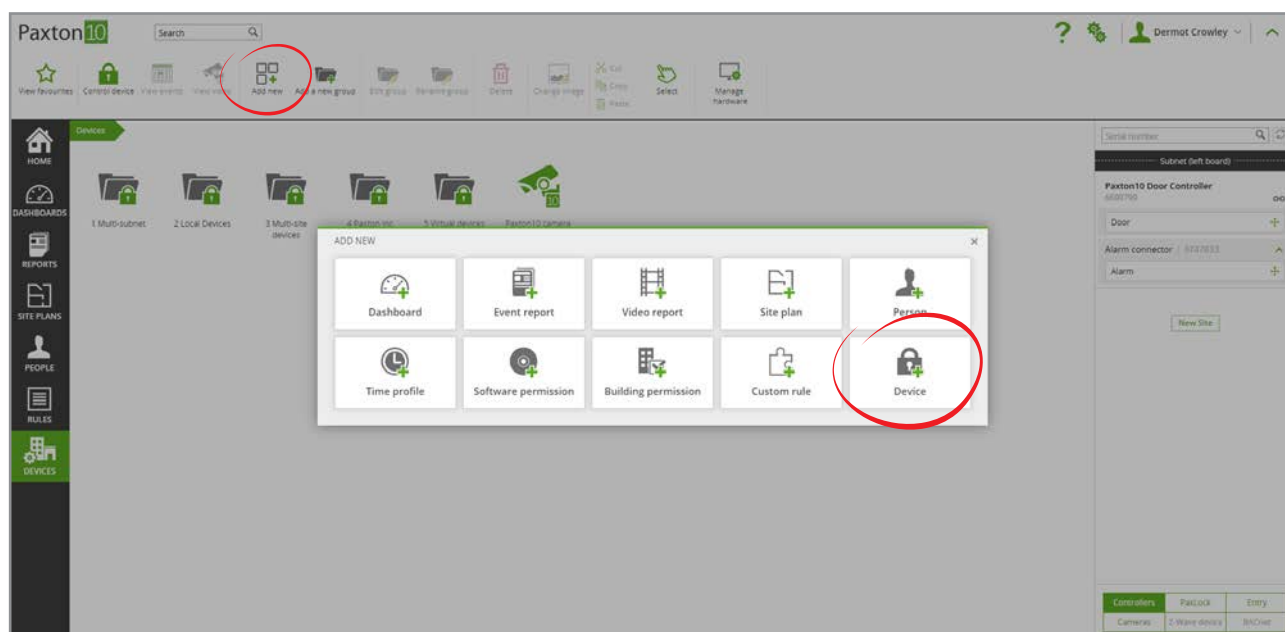 Paxton10
Search
Dermot Crowley
View favourites
Control device
View events
View video
Add new
Add a new group
Edit group
Rename group
Delete
Change image
Cut
Copy
Paste
Select
Manage
hardware
HOME
DASHBOARDS
REPORTS
SITE PLANS
PEOPLE
RULES
DEVICES
Devices
1 Multi-subnet
2 Local Devices
3 Multi-site
devices
4 Paxton Inc.
5 Virtual devices
Paxton10 camera
10
ADD NEW
Dashboard
Event report
Video report
Site plan
Person
Time profile
Software permission
Building permission
Custom rule
Device
Serial number
Subnet (left board)
Paxton10 Door Controller
Door
Alarm connector
Alarm
New Site
Controllers
PaxLock
Entry
Cameras
Z-Wave device
BACnet